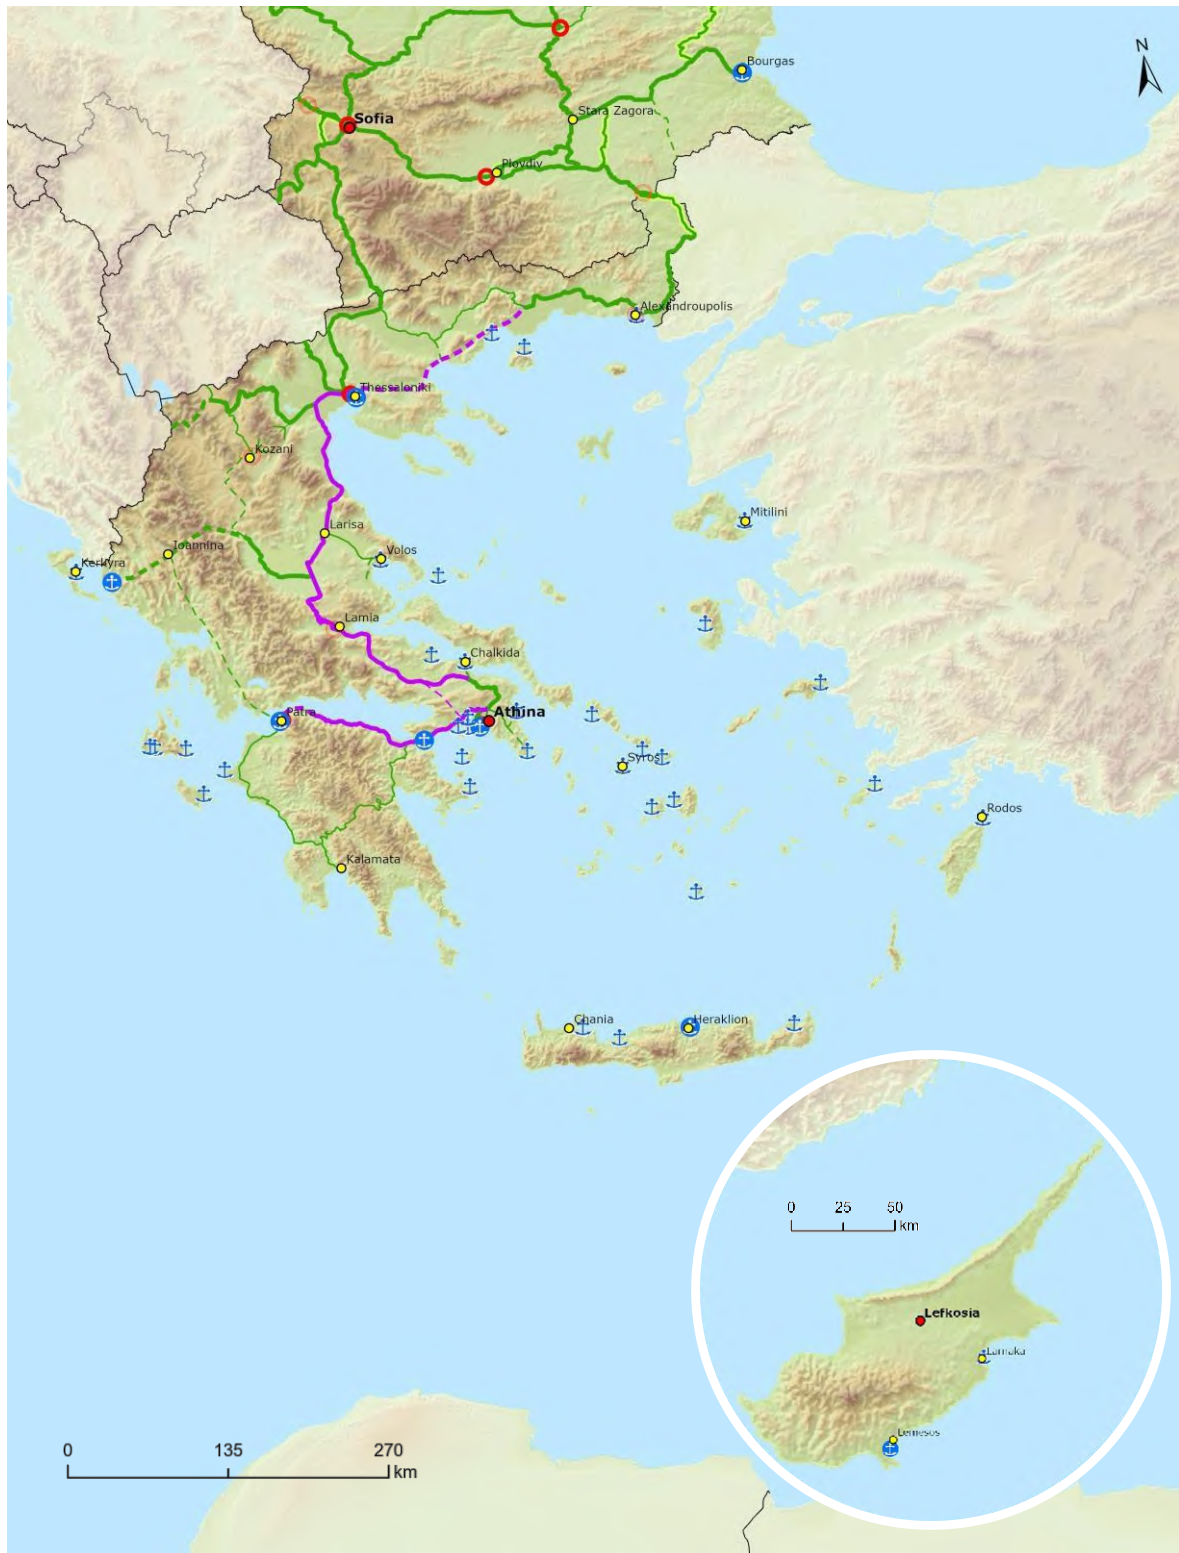 N
Bourgas
Stara Zagora
Sofia
Plovdiv
Alexandroupolis
Thessaloniki
Kozani
Mitilini
Larisa
Ioannina
Volos
Kerkyra
Lamia
Chalkida
Patra
Athina
Syros
Rodos
Kalamata
Chania
Heraklion
0 25 50
km
Lefkosia
Larnaka
Lemesos
0 135 270
km